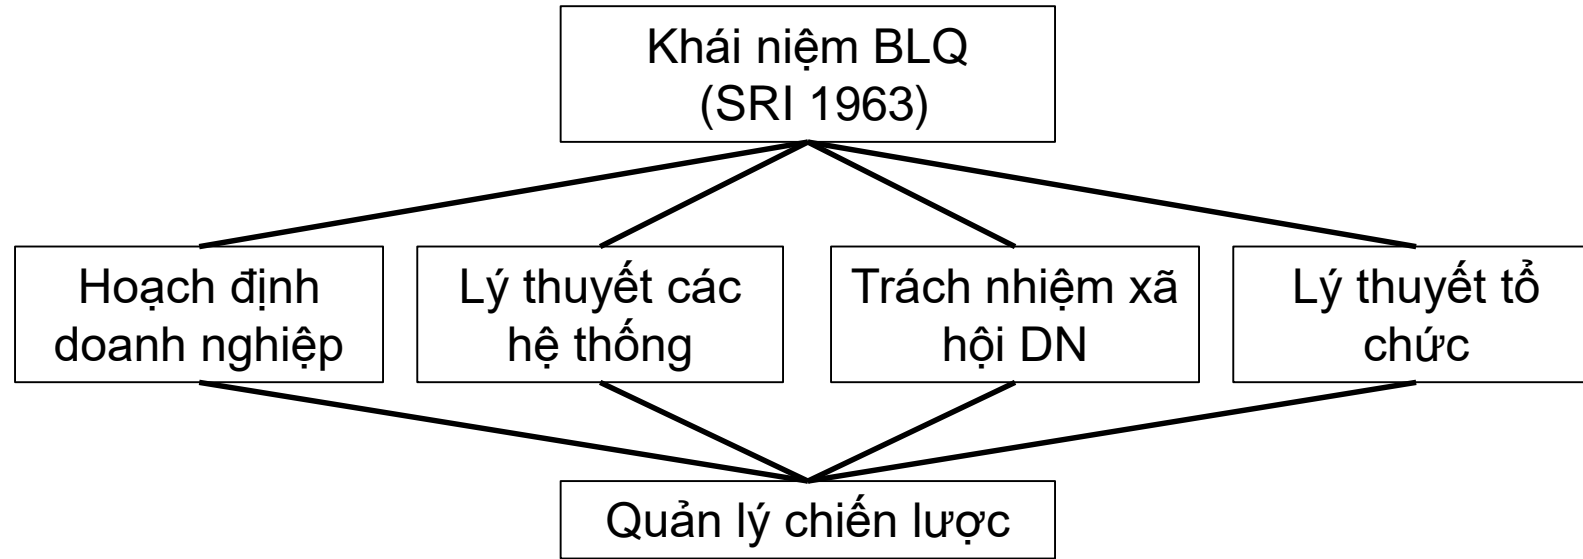 Khái niệm BLQ
(SRI 1963)
Hoạch định
doanh nghiệp
Lý thuyết các
hệ thống
Trách nhiệm xã
hội DN
Lý thuyết tổ
chức
Quản lý chiến lược